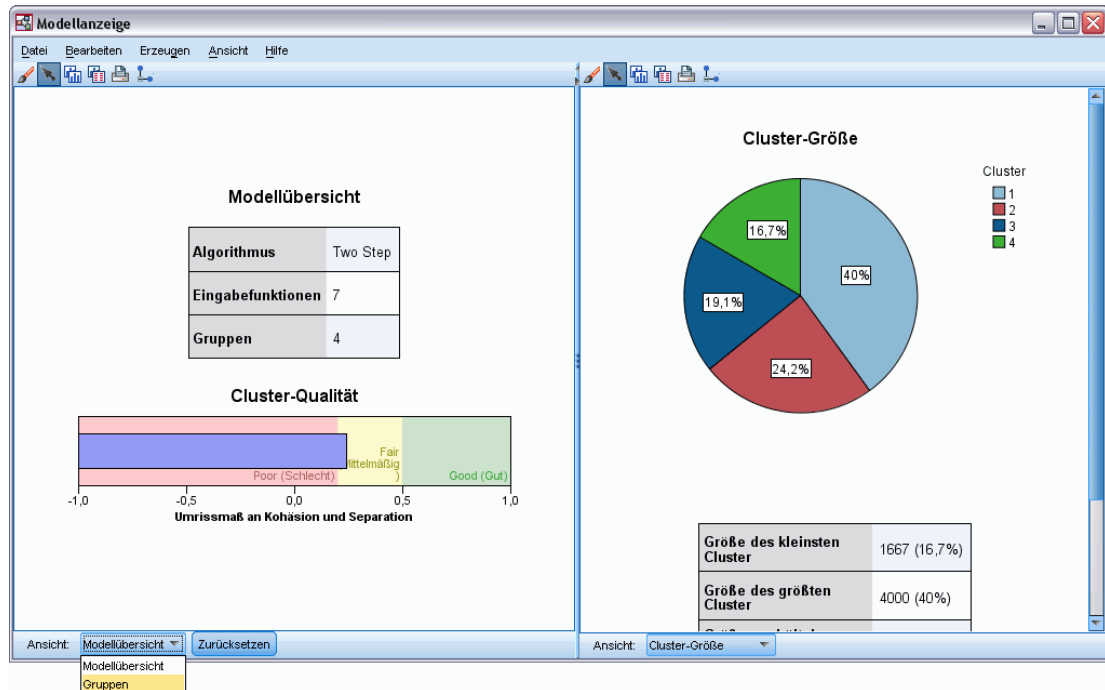 Modellanzeige
Datei Bearbeiten Erzeugen Ansicht Hilfe
Modellübersicht
Algorithmus Two Step
Eingabefunktionen 7
Gruppen 4
Cluster-Qualität
Fair
Mittelmäßig
Poor (Schlecht) ) Good (Gut)
-1,0 -0,5 0,0 0,5 1,0
Umrissmaß an Kohäsion und Separation
Ansicht: Modellübersicht Zurücksetzen
Modellübersicht
Gruppen
Cluster-Größe
Cluster
1
2
3
4
16,7%
40%
19,1%
24,2%
Größe des kleinsten
Cluster 1667 (16,7%)
Größe des größten
Cluster 4000 (40%)
Ansicht: Cluster-Größe